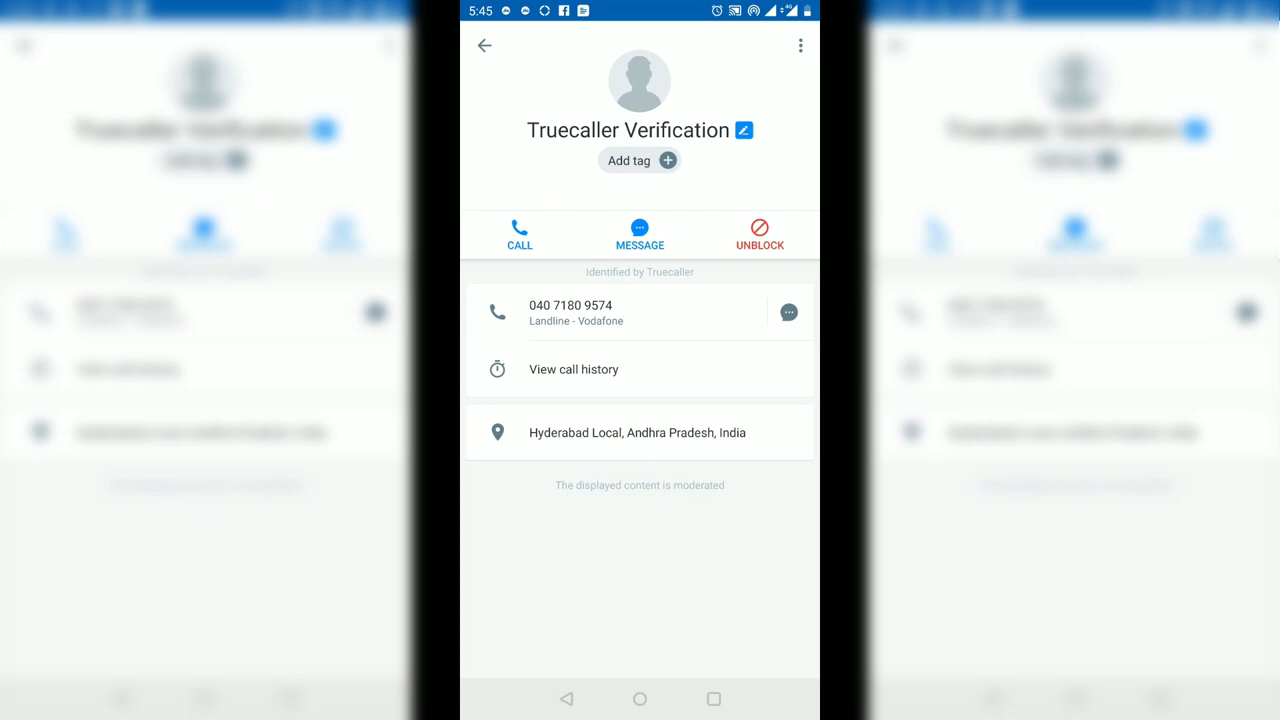 5:45
4G
Truecaller Verification
Add tag
CALL
MESSAGE
UNBLOCK
Identified by Truecaller
040 7180 9574
Landline - Vodafone
View call history
Hyderabad Local, Andhra Pradesh, India
The displayed content is moderated